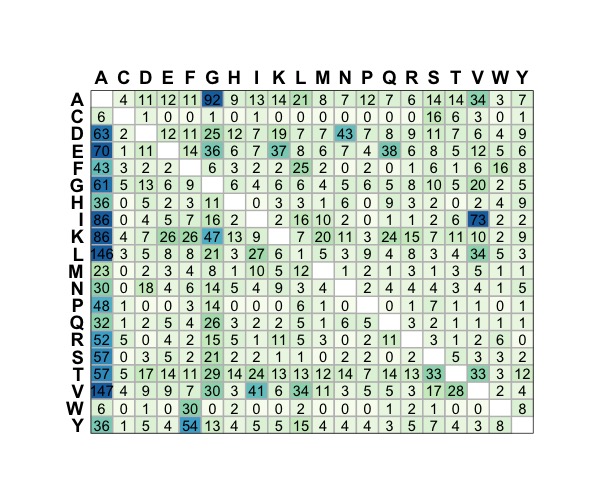 A C D E F G H I K L M N P Q R S T V W Y
A 4 11 12 11 92 9 13 14 21 8 7 12 7 6 14 14 34 3 7
C 6 1 0 0 1 0 1 0 0 0 0 0 0 0 16 6 3 0 1
D 63 2 12 11 25 12 7 19 7 7 43 7 8 9 11 7 6 4 9
E 70 1 11 14 36 6 7 37 8 6 7 4 38 6 8 5 12 5 6
F 43 3 2 2 6 3 2 2 25 2 0 2 0 1 6 1 6 16 8
G 61 5 13 6 9 6 4 6 6 4 5 6 5 8 10 5 20 2 5
H 36 0 5 2 3 11 0 3 3 1 6 0 9 3 2 0 2 4 9
I 86 0 4 5 7 16 2 2 16 10 2 0 1 1 2 6 73 2 2
K 86 4 7 26 26 47 13 9 7 20 11 3 24 15 7 11 10 2 9
L 146 3 5 8 8 21 3 27 6 1 5 3 9 4 8 3 4 34 5 3
M 23 0 2 3 4 8 1 10 5 12 1 2 1 3 1 3 5 1 1
N 30 0 18 4 6 14 5 4 9 3 4 2 4 4 4 3 4 1 5
P 48 1 0 0 3 14 0 0 0 6 1 0 0 1 7 1 1 0 1
Q 32 1 2 5 4 26 3 2 2 5 1 6 5 3 2 1 1 1 1
R 52 5 0 4 2 15 5 1 11 5 3 0 2 11 3 1 2 6 0
S 57 0 3 5 2 21 2 2 1 1 0 2 2 0 2 5 3 3 2
T 57 5 17 14 11 29 14 24 13 13 12 14 7 14 13 33 33 3 12
V 147 4 9 9 7 30 3 41 6 34 11 3 5 5 3 17 28 2 4
W 6 0 1 0 30 0 2 0 0 2 0 0 0 1 2 1 0 0 8
Y 36 1 5 4 54 13 4 5 5 15 4 4 4 3 5 7 4 3 8